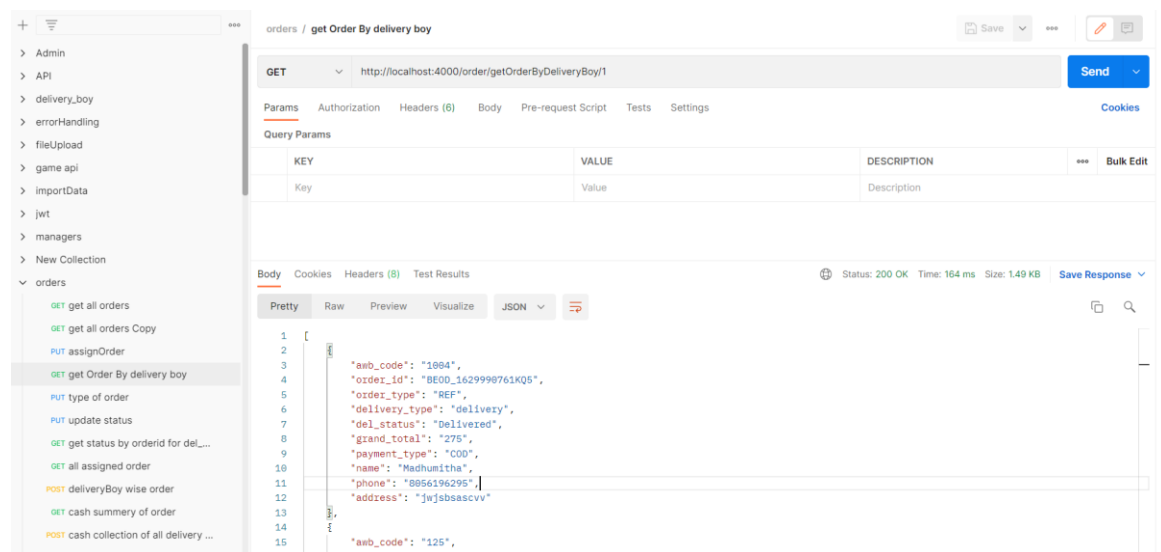 orders / get Order By delivery boy
Save
Admin
API
delivery_boy
errorHandling
fileUpload
game api
importData
jwt
managers
New Collection
orders
GET get all orders
GET get all orders Copy
PUT assignOrder
GET get Order By delivery boy
PUT type of order
PUT update status
GET get status by orderid for del_...
GET all assigned order
POST deliveryBoy wise order
GET cash summery of order
POST cash collection of all delivery ...
GET http://localhost:4000/order/getOrderByDeliveryBoy/1 Send
Params Authorization Headers (6) Body Pre-request Script Tests Settings Cookies
Query Params
KEY VALUE DESCRIPTION Bulk Edit
Key Value Description
Body Cookies Headers (8) Test Results Status: 200 OK Time: 164 ms Size: 1.49 KB Save Response
Pretty Raw Preview Visualize JSON
1 [
2 {
3 "awb_code": "1004",
4 "order_id": "BEOD_1629990761KQ5",
5 "order_type": "REF",
6 "delivery_type": "delivery",
7 "del_status": "Delivered",
8 "grand_total": "275",
9 "payment_type": "COD",
10 "name": "Madhumitha",
11 "phone": "8056196295",
12 "address": "jwjsbsascvv"
13 },
14 {
15 "awb_code": "125",